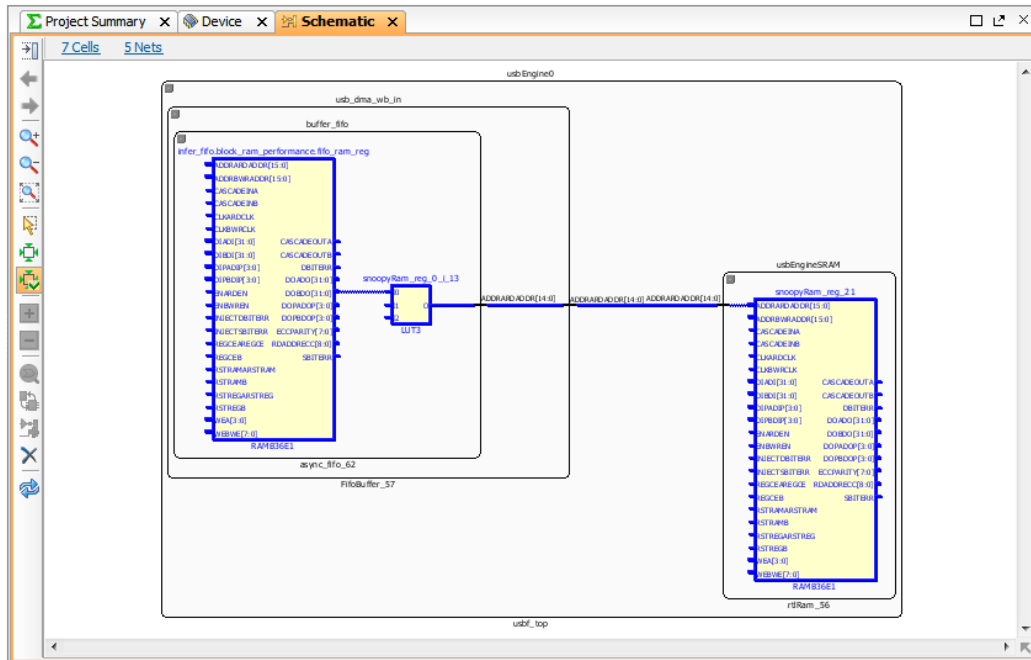 Project Summary
Device
Schematic
7 Cells
5 Nets
usbEngine0
usb_dma_wb_in
buffer_fifo
infer_fifo.block_ram_performance.fifo_ram_reg
ADDRARDADDR[15:0]
ADDRBWRADDR[15:0]
CASCADEINA
CASCADEINB
CLKARDCLK
CLKBWRCLK
DIADI[31:0]
DIBDI[31:0]
DIPADIP[3:0]
DIPBDIP[3:0]
ENARDEN
ENBWREN
INJECTDBITERR
INJECTSBITERR
REGCEAREGCE
REGCEB
RSTRAMARSTRAM
RSTRAMB
RSTREGARSTREG
RSTREGB
WEA[3:0]
WEBWE[7:0]
CASCADEOUTA
CASCADEOUTB
DBITERR
DOADO[31:0]
DOBDO[31:0]
DOPADOP[3:0]
DOPBDOP[3:0]
ECCPARITY[7:0]
RDADDRECC[8:0]
SBITERR
RAMB36E1
async_fifo_62
FifoBuffer_57
snoopyRam_reg_0_i_13
I0
I1
I2
O
LUT3
ADDRARDADDR[14:0]
ADDRARDADDR[14:0]
ADDRARDADDR[14:0]
usbEngineSRAM
snoopyRam_reg_21
ADDRARDADDR[15:0]
ADDRBWRADDR[15:0]
CASCADEINA
CASCADEINB
CLKARDCLK
CLKBWRCLK
DIADI[31:0]
DIBDI[31:0]
DIPADIP[3:0]
DIPBDIP[3:0]
ENARDEN
ENBWREN
INJECTDBITERR
INJECTSBITERR
REGCEAREGCE
REGCEB
RSTRAMARSTRAM
RSTRAMB
RSTREGARSTREG
RSTREGB
WEA[3:0]
WEBWE[7:0]
CASCADEOUTA
CASCADEOUTB
DBITERR
DOADO[31:0]
DOBDO[31:0]
DOPADOP[3:0]
DOPBDOP[3:0]
ECCPARITY[7:0]
RDADDRECC[8:0]
SBITERR
RAMB36E1
rtlRam_56
usbf_top